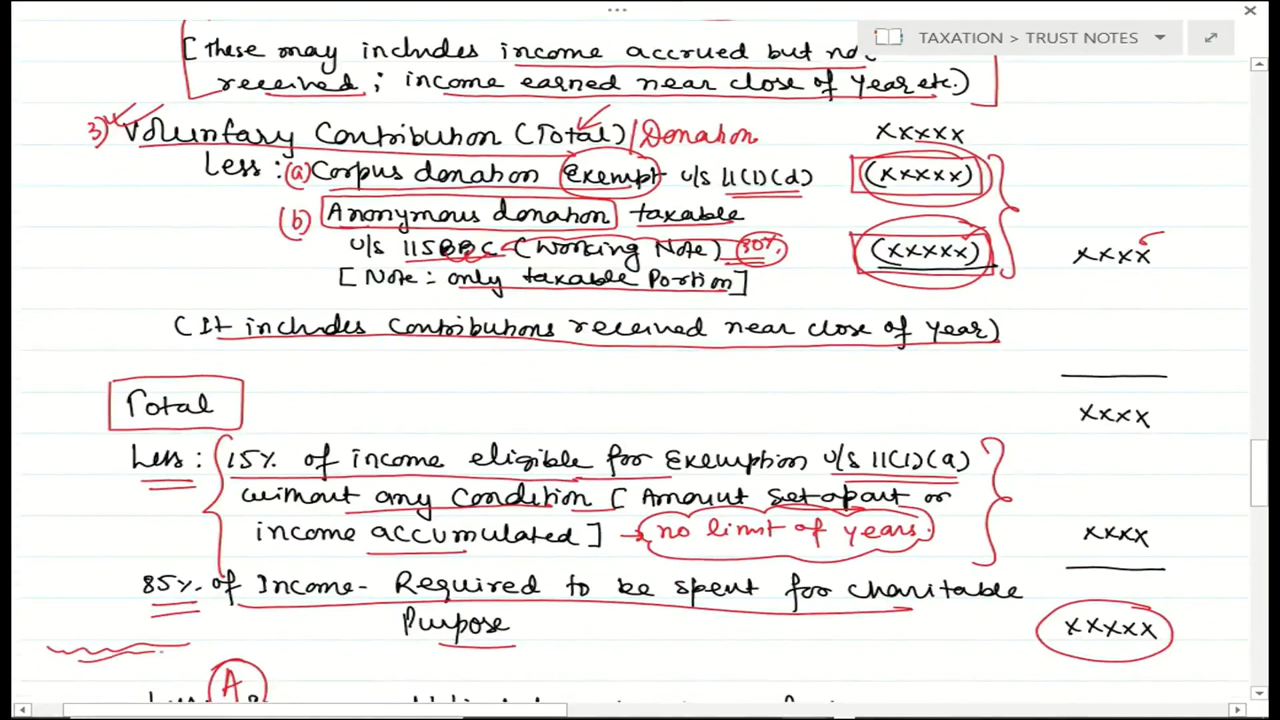 TAXATION > TRUST NOTES
[ These may includes income accrued but not
received ; income earned near close of year etc.) ]
3) Voluntary Contribution (Total) / Donation xxxxx
Less : (a) Corpus donation Exempt u/s 11(1)(d) (xxxxx)
(b) Anonymous donation taxable
u/s 115BBC (Working Note) 30% (xxxxx) xxxx
[ Note : only taxable Portion ]
( It includes contributions received near close of year)
Total xxxx
Less : 15% of income eligible for Exemption u/s 11(1)(a)
without any Condition [ Amount set apart or
income accumulated ] → no limit of years. xxxx
85% of Income - Required to be spent for charitable
Purpose xxxxx
A